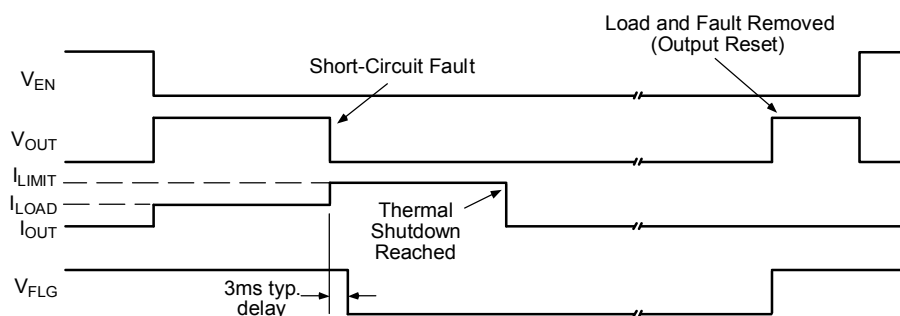 Load and Fault Removed
(Output Reset)
VEN
Short-Circuit Fault
VOUT
ILIMIT
ILOAD
IOUT
Thermal
Shutdown
Reached
VFLG
3ms typ.
delay